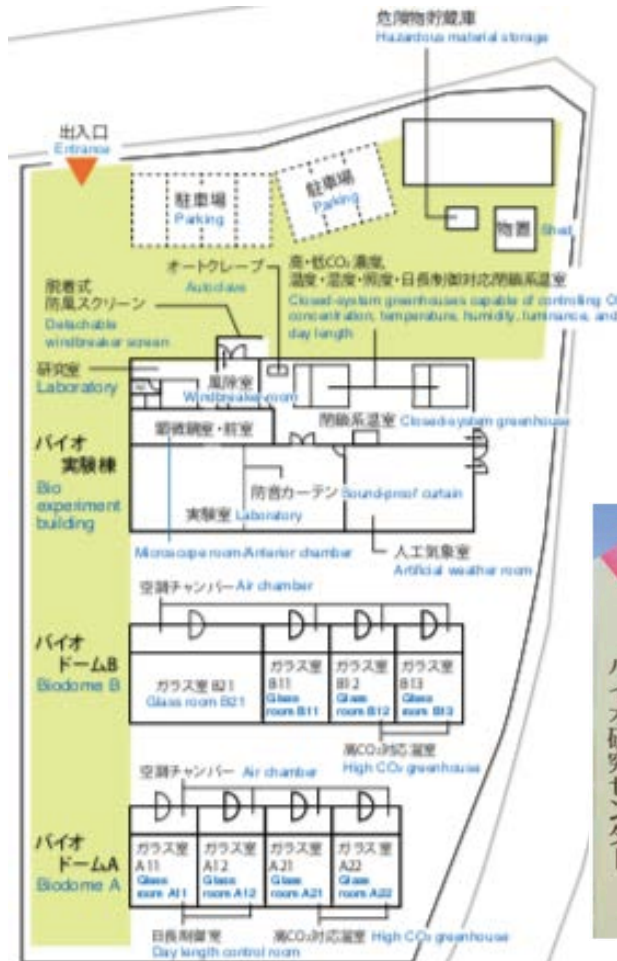 危険物貯蔵庫
Hazardous material storage
出入口
Entrance
駐車場
Parking
駐車場
Parking
物置 Shed
オートクレーブ
Autoclave
高・低CO₂濃度,
温度・湿度・照度・日長制御対応閉鎖系温室
Closed-system greenhouses capable of controlling
concentration, temperature, humidity, luminance, and
day length
脱着式
防風スクリーン
Detachable
windbreaker screen
研究室
Laboratory
風除室
Windbreaker room
閉鎖系温室 Closed-system greenhouse
顕微鏡室・前室
バイオ
実験棟
Bio
experiment
building
防音カーテン Sound-proof curtain
実験室 Laboratory
Microscope room/Anterior chamber
人工気象室
Artificial weather room
空調チャンバー Air chamber
バイオ
ドームB
Biodome B
ガラス室 B21
Glass room B21
ガラス室
B11
Glass
room B11
ガラス室
B12
Glass
room B12
ガラス室
B13
Glass
room B13
高CO₂対応温室
High CO₂ greenhouse
空調チャンバー Air chamber
バイオ
ドームA
Biodome A
ガラス室
A11
Glass
room A11
ガラス室
A12
Glass
room A12
ガラス室
A21
Glass
room A21
ガラス室
A22
Glass
room A22
日長制御室
Day length control room
高CO₂対応温室 High CO₂ greenhouse
バイオ研究センター